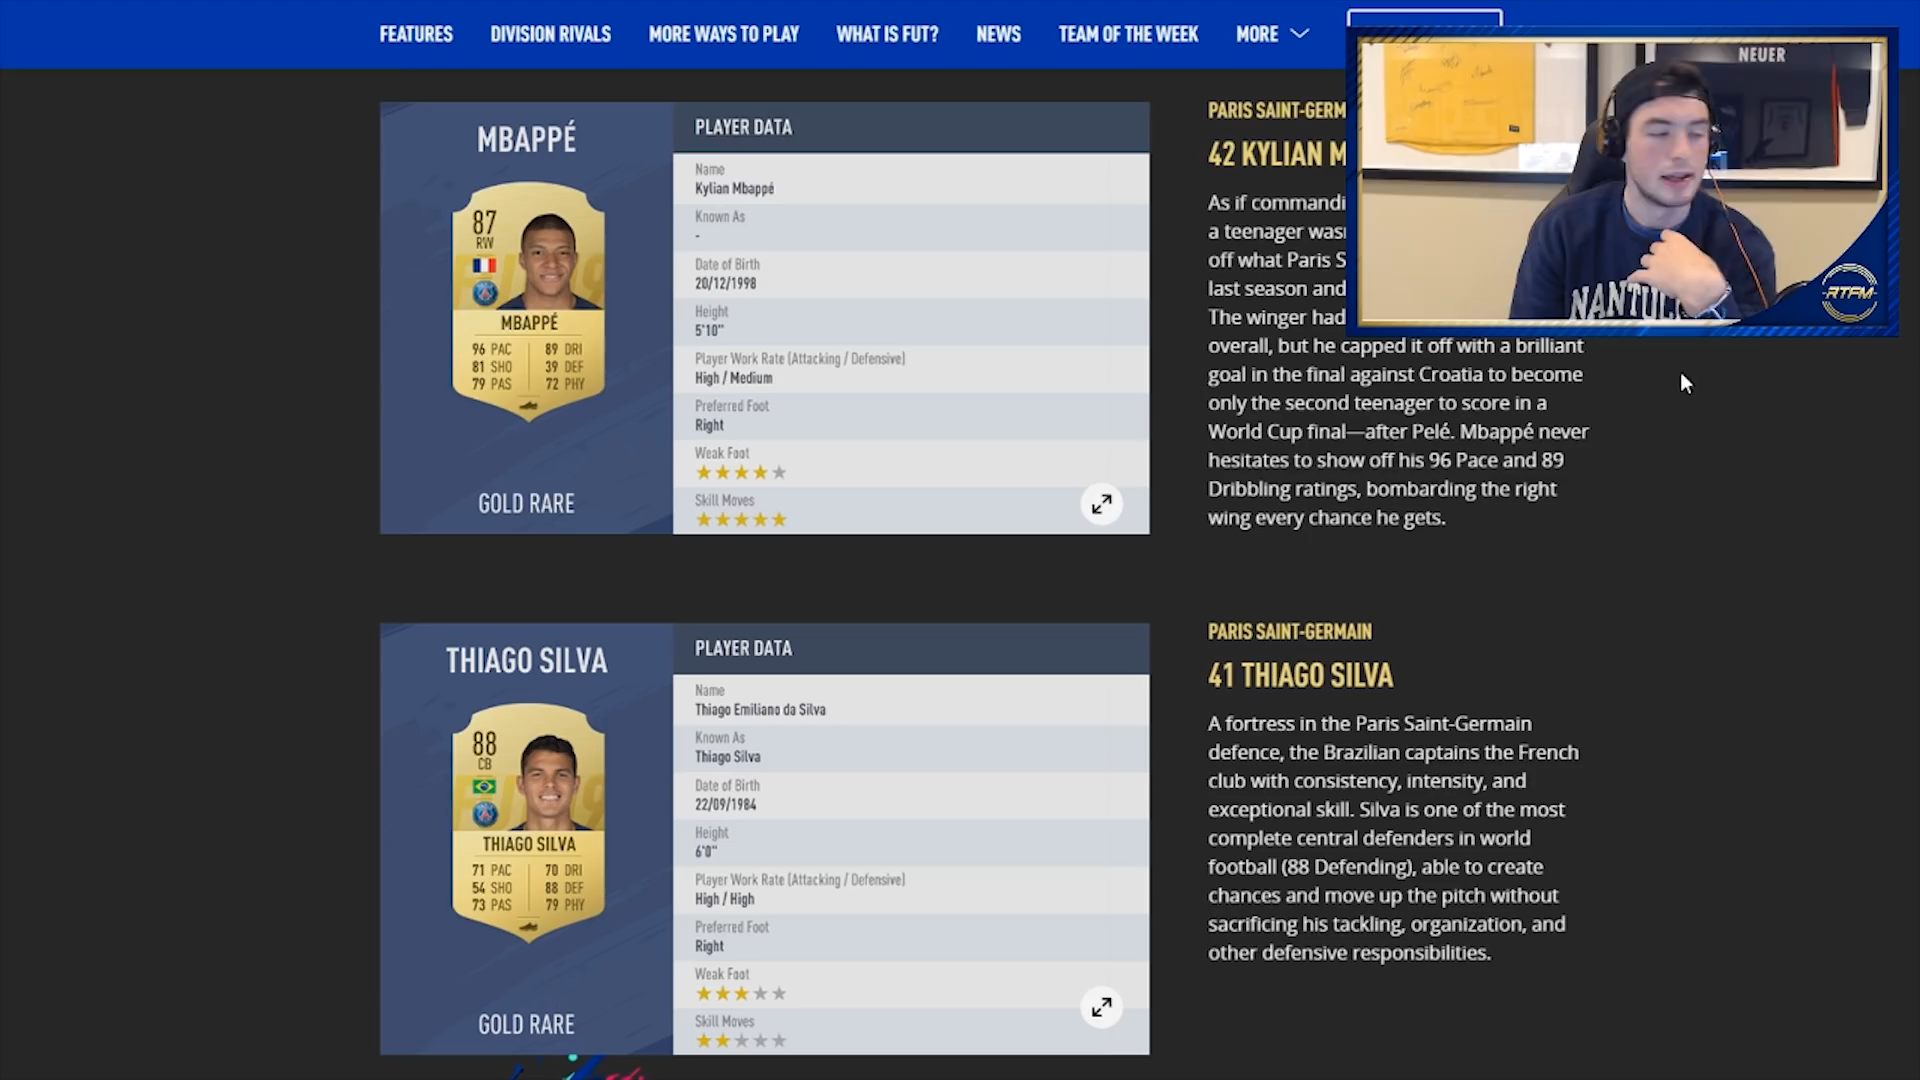 FEATURES DIVISION RIVALS MORE WAYS TO PLAY WHAT IS FUT? NEWS TEAM OF THE WEEK MORE
NEUER
NANTUC
RTFM
MBAPPÉ
87
RW
MBAPPÉ
96 PAC 89 DRI
81 SHO 39 DEF
79 PAS 72 PHY
GOLD RARE
PLAYER DATA
Name
Kylian Mbappé
Known As
-
Date of Birth
20/12/1998
Height
5'10"
Player Work Rate (Attacking / Defensive)
High / Medium
Preferred Foot
Right
Weak Foot
Skill Moves
PARIS SAINT-GERM
42 KYLIAN M
As if commandi
a teenager was
off what Paris S
last season and
The winger had
overall, but he capped it off with a brilliant
goal in the final against Croatia to become
only the second teenager to score in a
World Cup final—after Pelé. Mbappé never
hesitates to show off his 96 Pace and 89
Dribbling ratings, bombarding the right
wing every chance he gets.
THIAGO SILVA
88
CB
THIAGO SILVA
71 PAC 70 DRI
54 SHO 88 DEF
73 PAS 79 PHY
GOLD RARE
PLAYER DATA
Name
Thiago Emiliano da Silva
Known As
Thiago Silva
Date of Birth
22/09/1984
Height
6'0"
Player Work Rate (Attacking / Defensive)
High / High
Preferred Foot
Right
Weak Foot
Skill Moves
PARIS SAINT-GERMAIN
41 THIAGO SILVA
A fortress in the Paris Saint-Germain
defence, the Brazilian captains the French
club with consistency, intensity, and
exceptional skill. Silva is one of the most
complete central defenders in world
football (88 Defending), able to create
chances and move up the pitch without
sacrificing his tackling, organization, and
other defensive responsibilities.